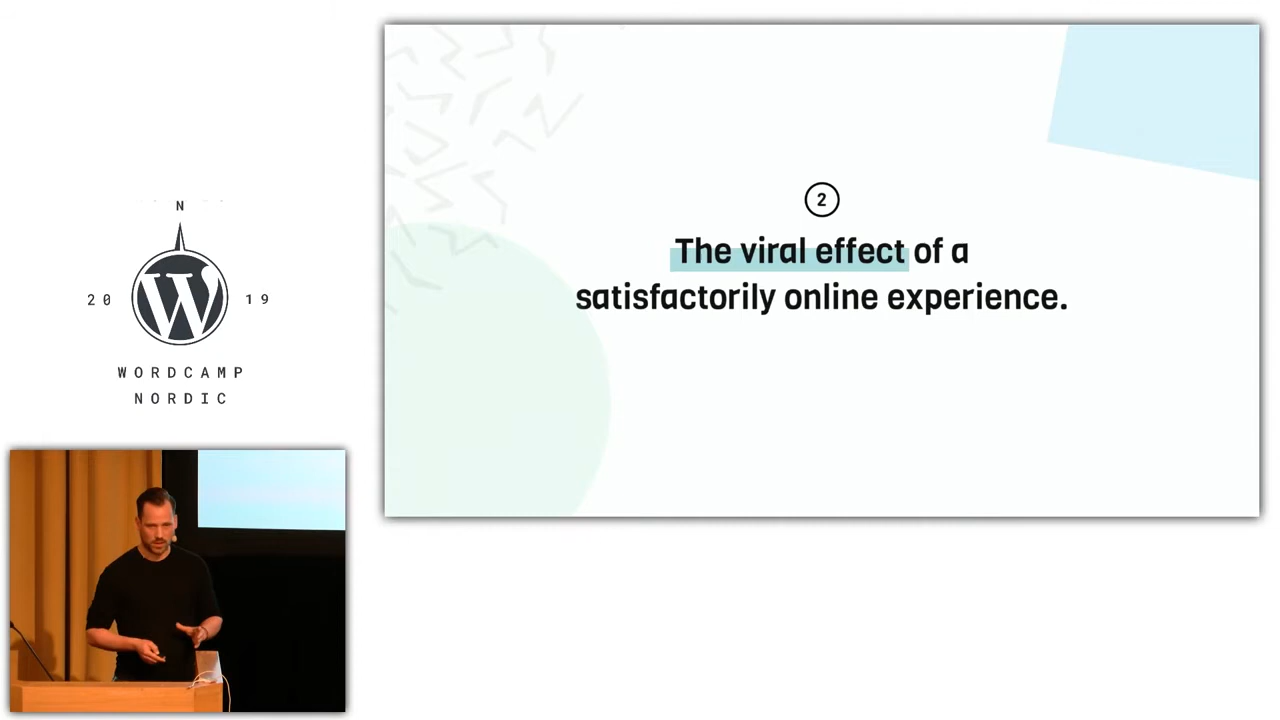 N
20 19
WORDCAMP
NORDIC
2
The viral effect of a
satisfactorily online experience.